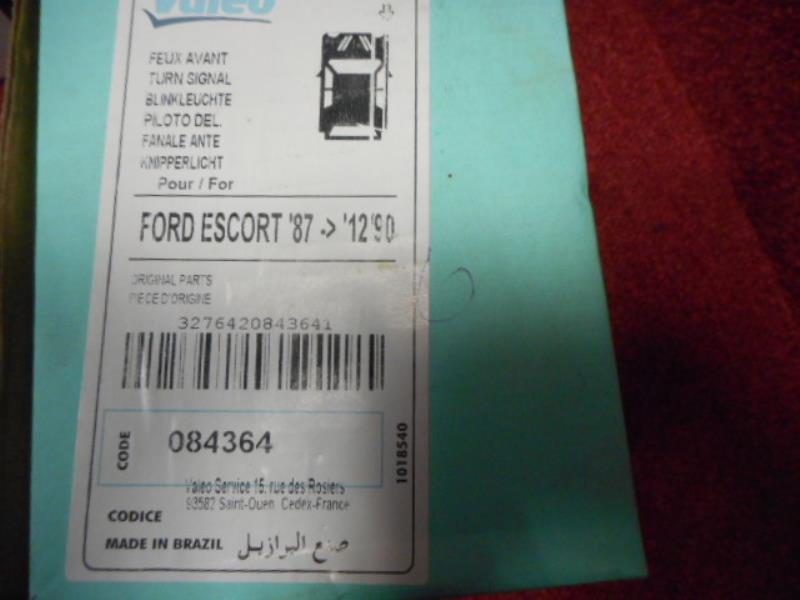 Valeo
FEUX AVANT
TURN SIGNAL
BLINKLEUCHTE
PILOTO DEL.
FANALE ANTE
KNIPPERLICHT
Pour / For
FORD ESCORT '87 -> '12'90
ORIGINAL PARTS
PIECE D'ORIGINE
3276420843641
CODE 084364
1018540
Valeo Service 15, rue des Rosiers
93582 Saint-Ouen Cedex-France
CODICE
MADE IN BRAZIL صنع البرازيل